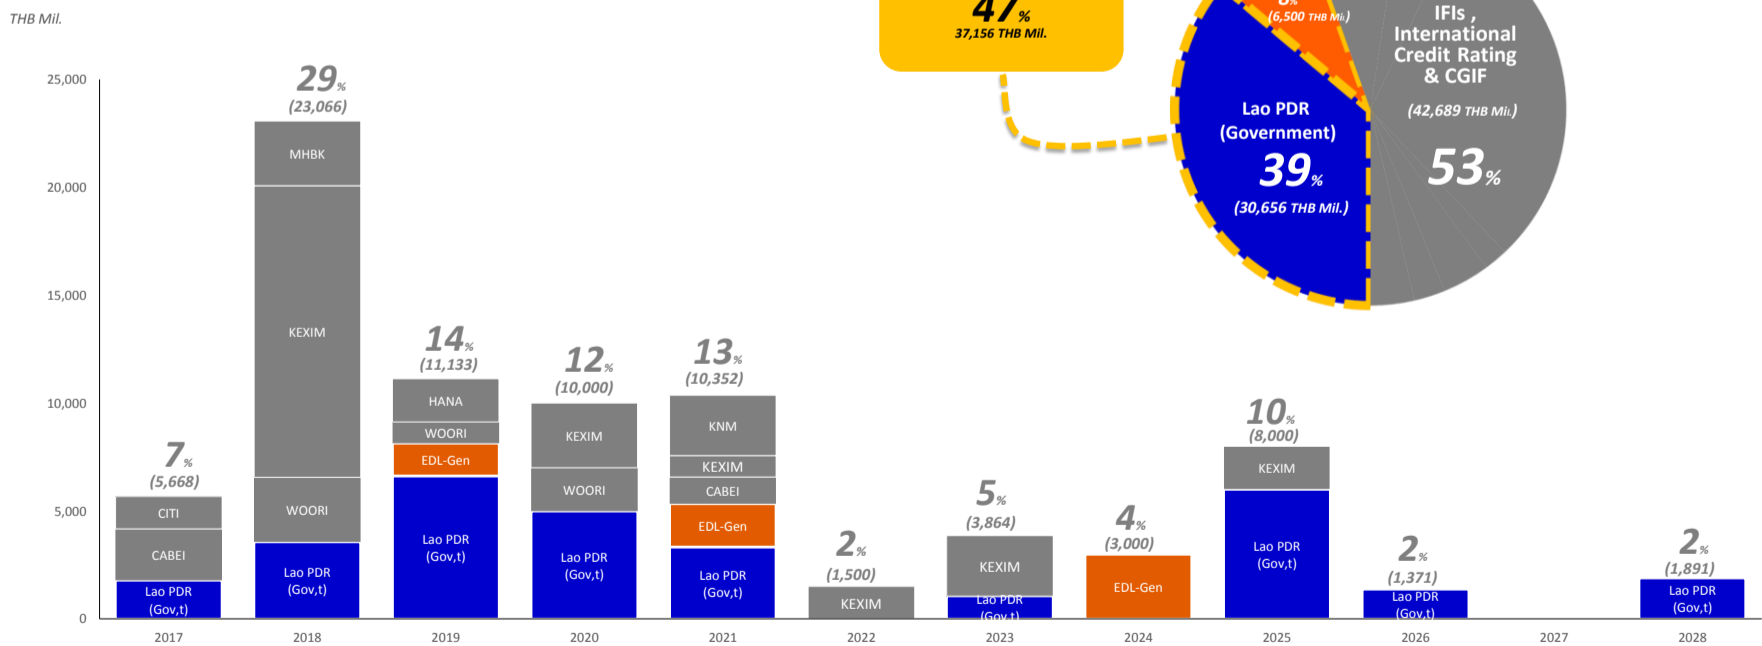 THB Mil.
47%
37,156 THB Mil.
8%
(6,500 THB Mil.)
IFIs ,
International
Credit Rating
& CGIF
(42,689 THB Mil.)
53%
Lao PDR
(Government)
39%
(30,656 THB Mil.)
25,000
20,000
15,000
10,000
5,000
0
7%
(5,668)
CITI
CABEI
Lao PDR
(Gov,t)
2017
29%
(23,066)
MHBK
KEXIM
WOORI
Lao PDR
(Gov,t)
2018
14%
(11,133)
HANA
WOORI
EDL-Gen
Lao PDR
(Gov,t)
2019
12%
(10,000)
KEXIM
WOORI
Lao PDR
(Gov,t)
2020
13%
(10,352)
KNM
KEXIM
CABEI
EDL-Gen
Lao PDR
(Gov,t)
2021
2%
(1,500)
KEXIM
2022
5%
(3,864)
KEXIM
Lao PDR
(Gov,t)
2023
4%
(3,000)
EDL-Gen
2024
10%
(8,000)
KEXIM
Lao PDR
(Gov,t)
2025
2%
(1,371)
Lao PDR
(Gov,t)
2026
2027
2%
(1,891)
Lao PDR
(Gov,t)
2028